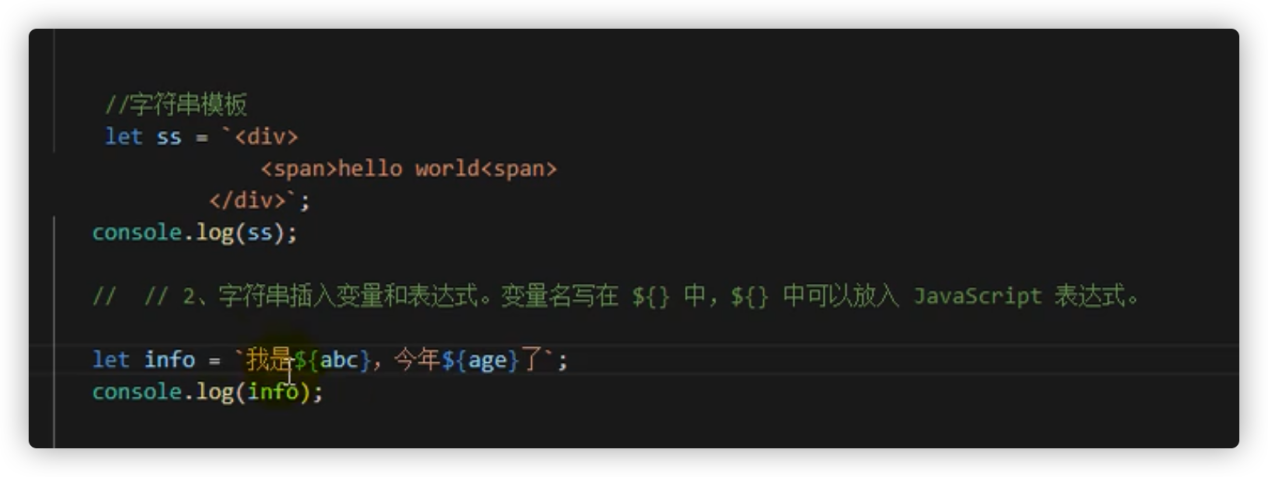 //字符串模板
let ss = `<div>
<span>hello world<span>
</div>`;
console.log(ss);
// // 2、字符串插入变量和表达式。变量名写在 ${} 中，${} 中可以放入 JavaScript 表达式。
let info = `我是${abc}，今年${age}了`;
console.log(info);